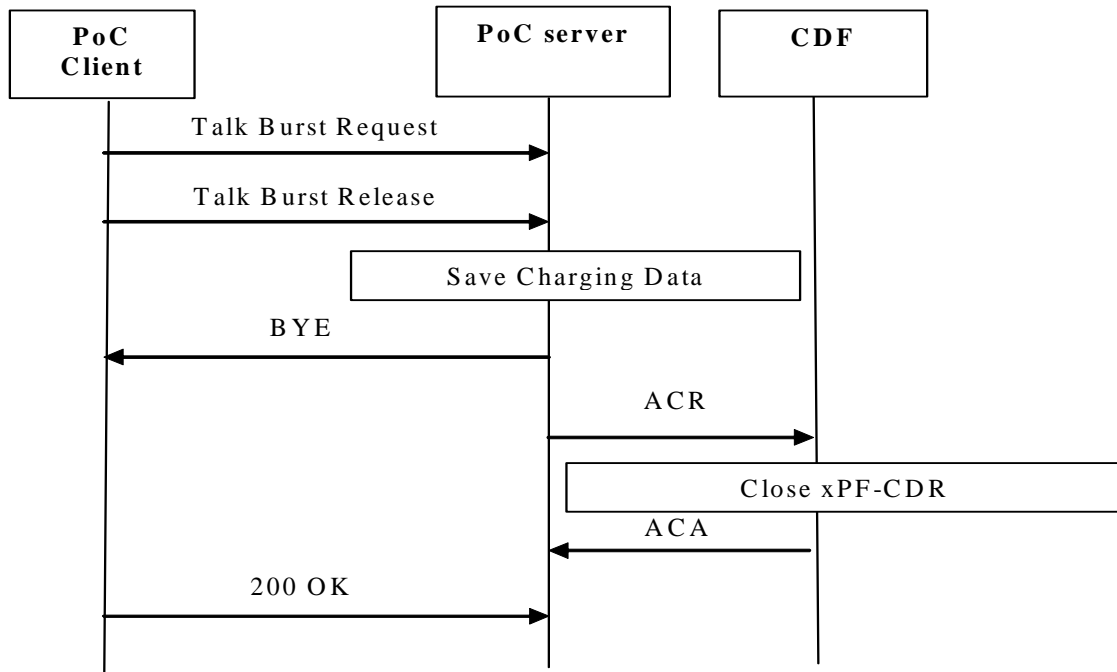 PoC
Client
PoC server
CDF
Talk Burst Request
Talk Burst Release
Save Charging Data
BYE
ACR
Close xPF-CDR
ACA
200 OK